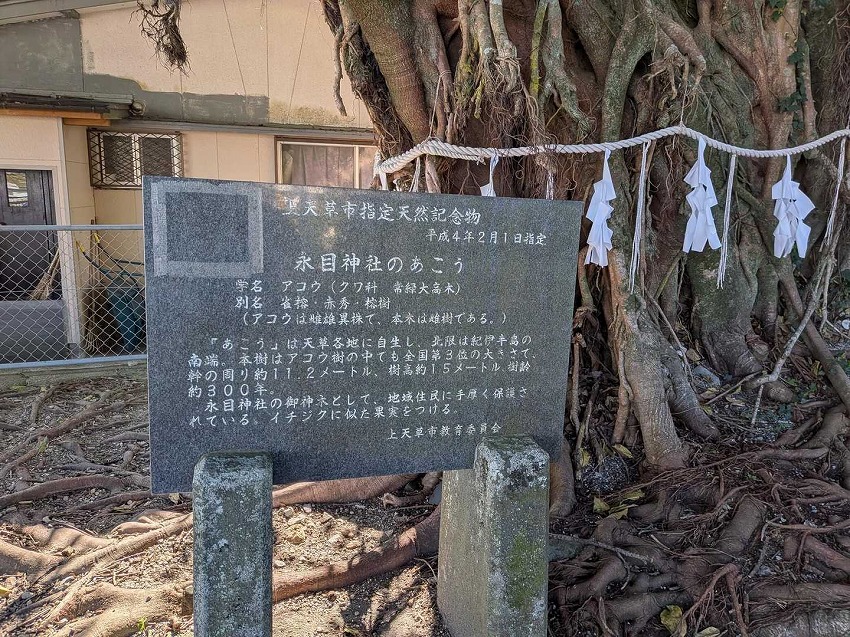 上天草市指定天然記念物
平成4年2月1日指定
永目神社のあこう
学名 アコウ(クワ科 常緑大高木)
別名 雀榕・赤秀・榕樹
(アコウは雌雄異株で、本木は雌樹である。)
「あこう」は天草各地に自生し、北限は紀伊半島の
南端。本樹はアコウ樹の中でも全国第3位の大きさで、
幹の周り約11.2メートル、樹高約15メートル、樹齢
約300年。
永目神社の御神木として、地域住民に手厚く保護さ
れている。イチジクに似た果実をつける。
上天草市教育委員会